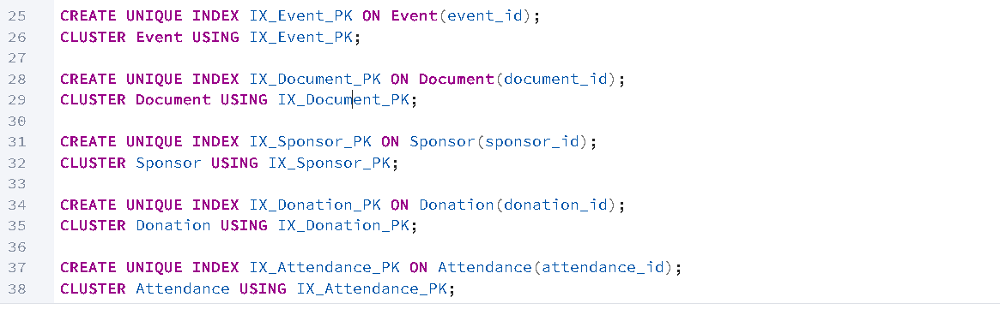 25 CREATE UNIQUE INDEX IX_Event_PK ON Event(event_id);
26 CLUSTER Event USING IX_Event_PK;
27
28 CREATE UNIQUE INDEX IX_Document_PK ON Document(document_id);
29 CLUSTER Document USING IX_Document_PK;
30
31 CREATE UNIQUE INDEX IX_Sponsor_PK ON Sponsor(sponsor_id);
32 CLUSTER Sponsor USING IX_Sponsor_PK;
33
34 CREATE UNIQUE INDEX IX_Donation_PK ON Donation(donation_id);
35 CLUSTER Donation USING IX_Donation_PK;
36
37 CREATE UNIQUE INDEX IX_Attendance_PK ON Attendance(attendance_id);
38 CLUSTER Attendance USING IX_Attendance_PK;